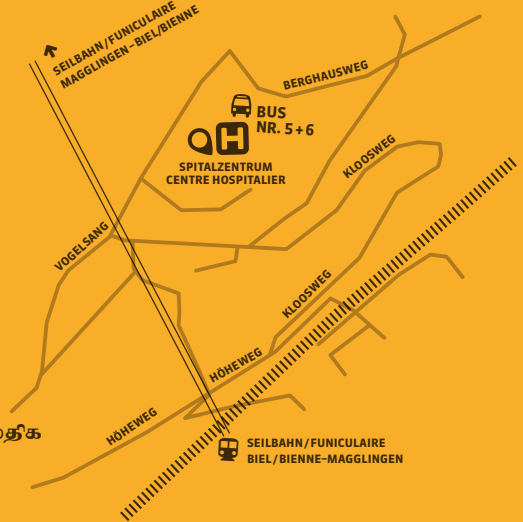 SEILBAHN/FUNICULAIRE
MAGGLINGEN-BIEL/BIENNE
BERGHAUSWEG
BUS
NR. 5+6
H
SPITALZENTRUM
CENTRE HOSPITALIER
KLOOSWEG
VOGELSANG
KLOOSWEG
HÖHEWEG
HÖHEWEG
SEILBAHN/FUNICULAIRE
BIEL/BIENNE-MAGGLINGEN